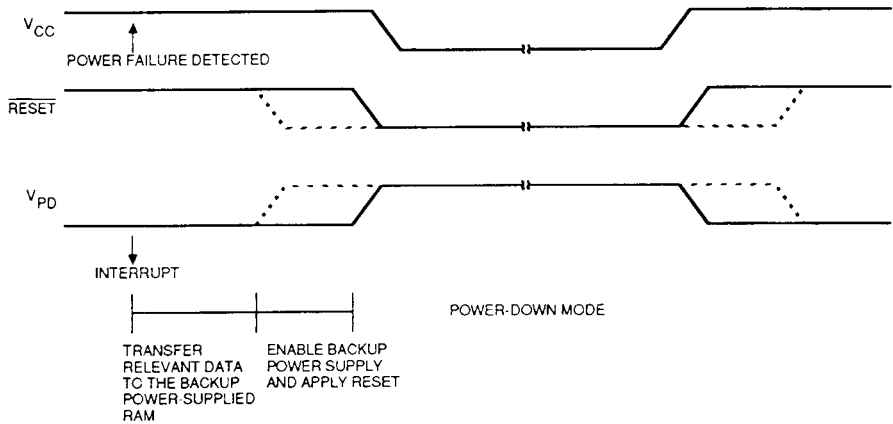 VCC
POWER FAILURE DETECTED
RESET
VPD
INTERRUPT
POWER-DOWN MODE
TRANSFER
RELEVANT DATA
TO THE BACKUP
POWER-SUPPLIED
RAM
ENABLE BACKUP
POWER SUPPLY
AND APPLY RESET